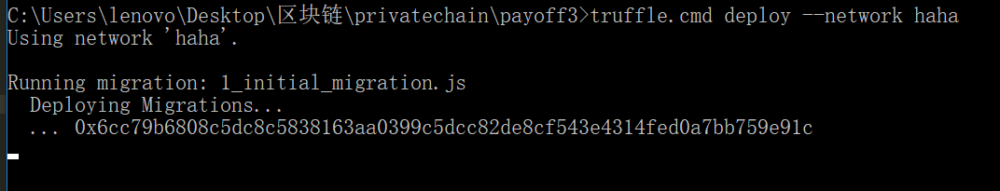 C:\Users\lenovo\Desktop\区块链\privatechain\payoff3>truffle.cmd deploy --network haha
Using network 'haha'.
Running migration: 1_initial_migration.js
Deploying Migrations...
... 0x6cc79b6808c5dc8c5838163aa0399c5dcc82de8cf543e4314fed0a7bb759e91c